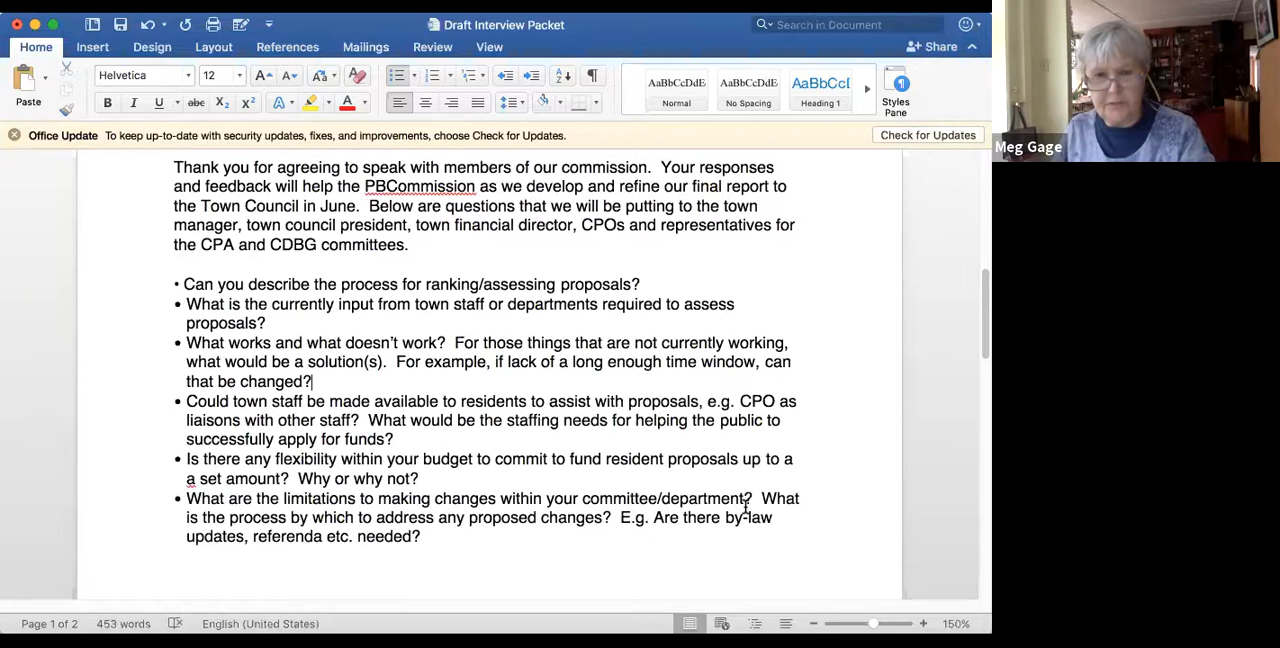 Draft Interview Packet
Search in Document
Home Insert Design Layout References Mailings Review View
Share
Paste
Helvetica 12
AaBbCcDdE AaBbCcDdE AaBbCcI
Normal No Spacing Heading 1
Styles Pane
Office Update To keep up-to-date with security updates, fixes, and improvements, choose Check for Updates.
Check for Updates
Meg Gage
Thank you for agreeing to speak with members of our commission. Your responses
and feedback will help the PBCommission as we develop and refine our final report to
the Town Council in June. Below are questions that we will be putting to the town
manager, town council president, town financial director, CPOs and representatives for
the CPA and CDBG committees.
• Can you describe the process for ranking/assessing proposals?
• What is the currently input from town staff or departments required to assess
proposals?
• What works and what doesn't work? For those things that are not currently working,
what would be a solution(s). For example, if lack of a long enough time window, can
that be changed?
• Could town staff be made available to residents to assist with proposals, e.g. CPO as
liaisons with other staff? What would be the staffing needs for helping the public to
successfully apply for funds?
• Is there any flexibility within your budget to commit to fund resident proposals up to a
a set amount? Why or why not?
• What are the limitations to making changes within your committee/department? What
is the process by which to address any proposed changes? E.g. Are there by-law
updates, referenda etc. needed?
Page 1 of 2 453 words English (United States) 150%